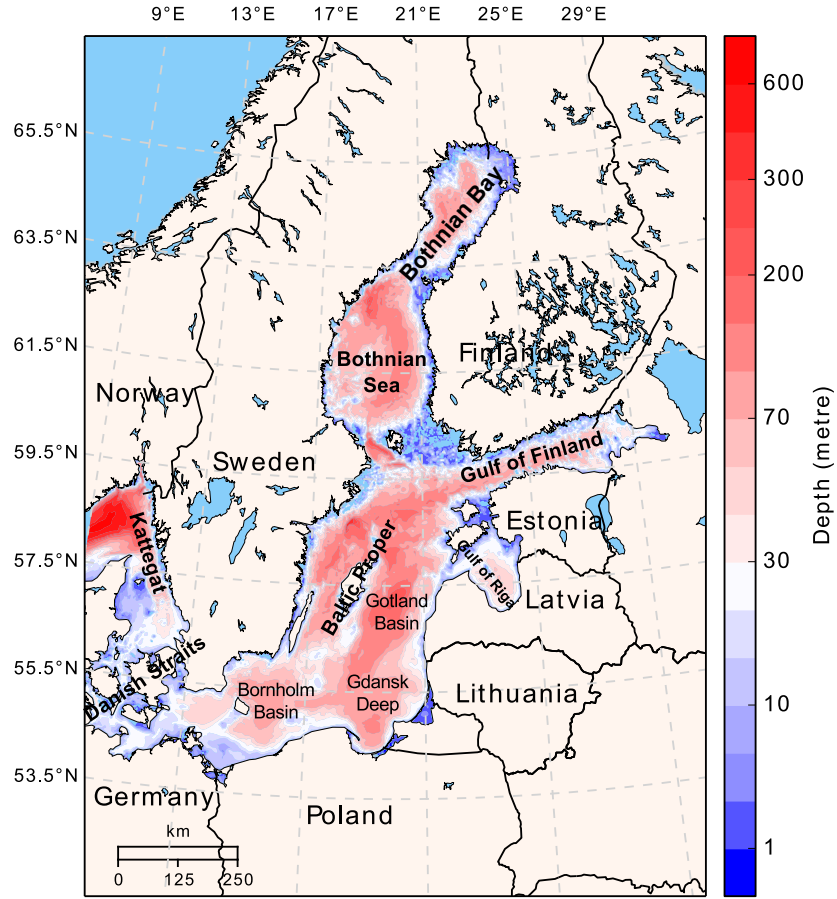 9°E 13°E 17°E 21°E 25°E 29°E
65.5°N
63.5°N
61.5°N
59.5°N
57.5°N
55.5°N
53.5°N
Bothnian Bay
Bothnian
Sea
Finland
Norway
Sweden
Gulf of Finland
Kattegat
Estonia
Baltic Proper
Gulf of Riga
Gotland
Basin
Latvia
Danish Straits
Bornholm
Basin
Gdansk
Deep
Lithuania
Germany
Poland
km
0 125 250
600
300
200
70
30
10
1
Depth (metre)